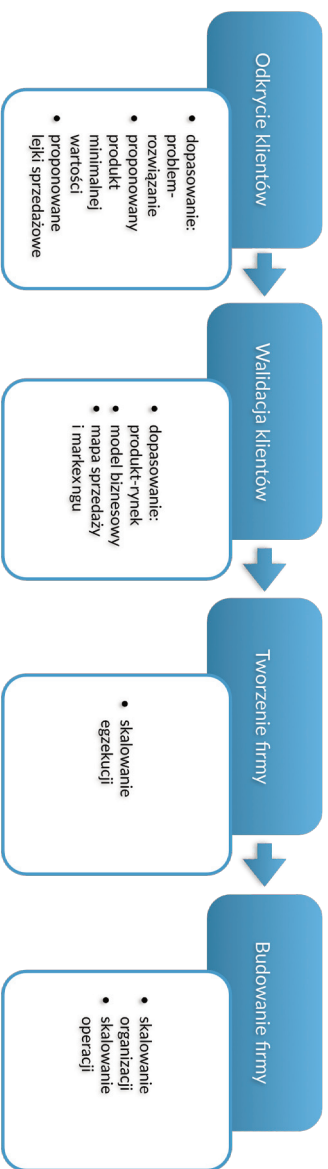 Odkrycie klientów
• dopasowanie:
problem-
rozwiązanie
• proponowany
produkt
minimalnej
wartości
• proponowane
lejki sprzedażowe
Walidacja klientów
• dopasowanie:
produkt-rynek
• model biznesowy
• mapa sprzedaży
i markexngu
Tworzenie firmy
• skalowanie
egzekucji
Budowanie firmy
• skalowanie
organizacji
• skalowanie
operacji